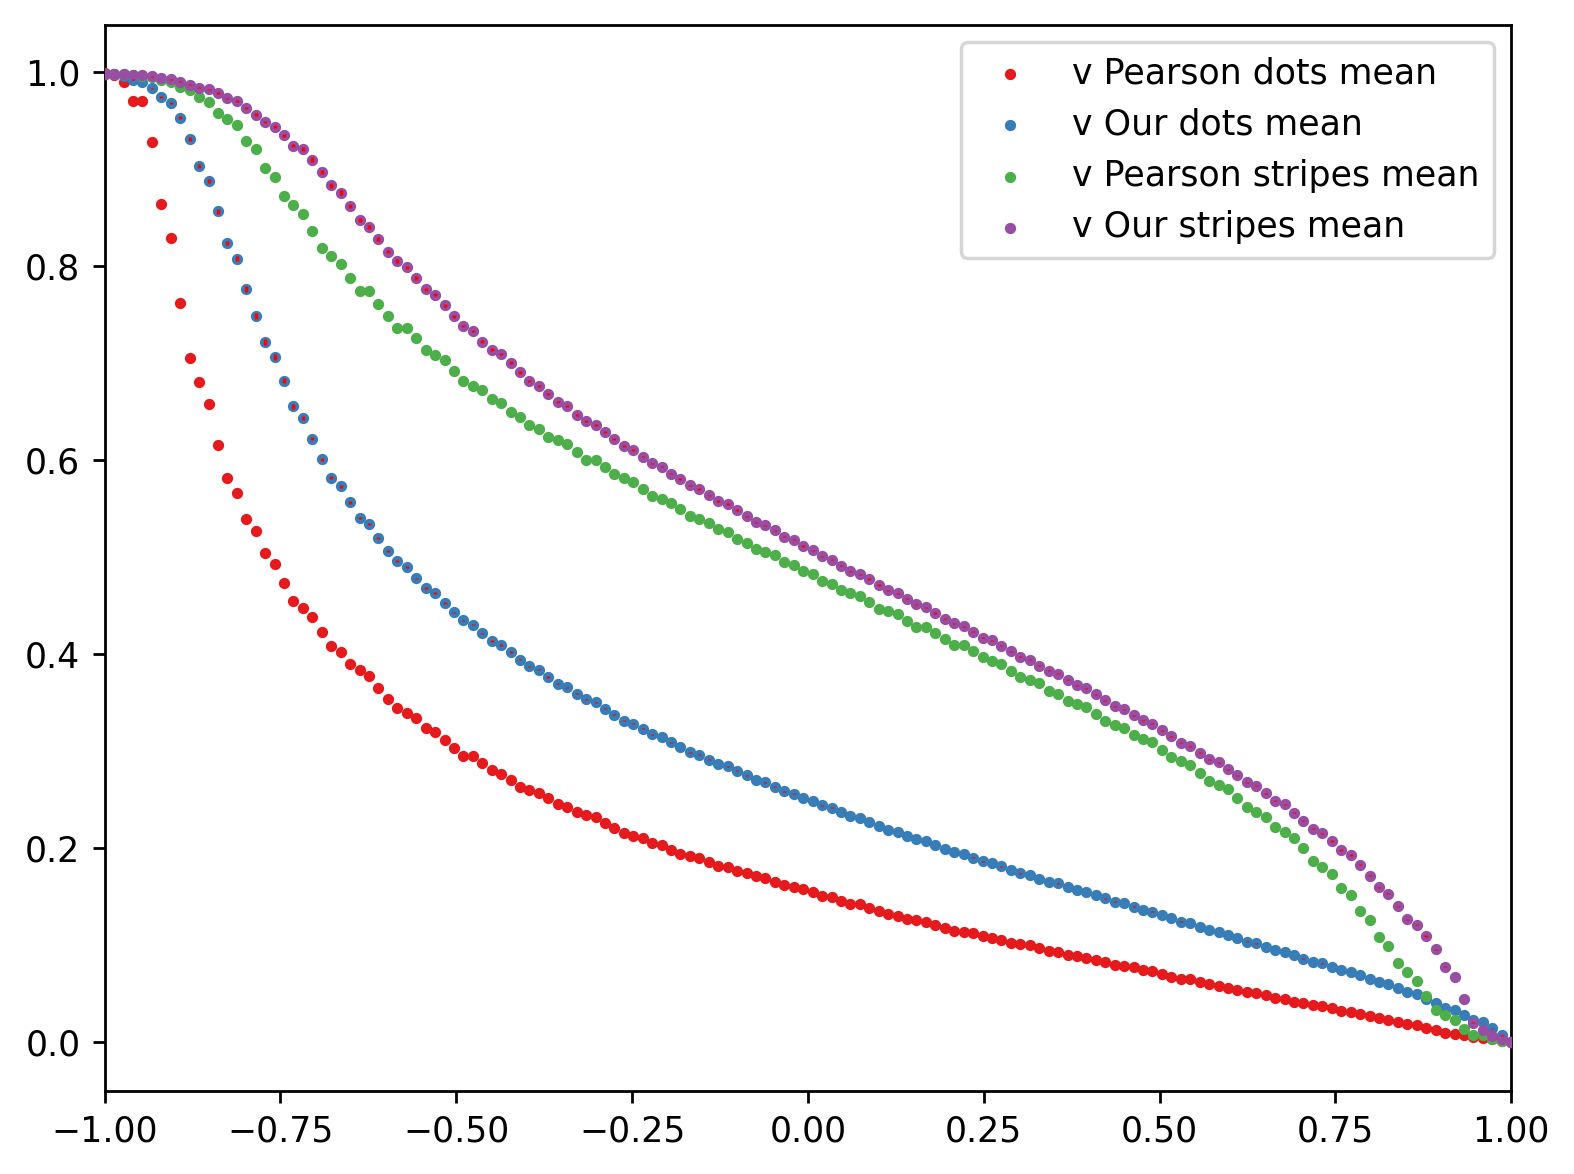 1.0
0.8
0.6
0.4
0.2
0.0
−1.00 −0.75 −0.50 −0.25 0.00 0.25 0.50 0.75 1.00
v Pearson dots mean
v Our dots mean
v Pearson stripes mean
v Our stripes mean